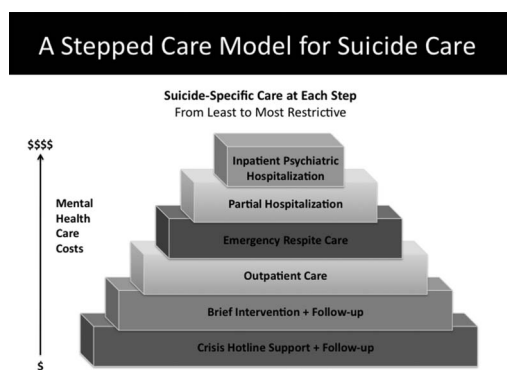 A Stepped Care Model for Suicide Care
Suicide-Specific Care at Each Step
From Least to Most Restrictive
$$$$
Inpatient Psychiatric
Hospitalization
Mental
Health
Care
Costs
Partial Hospitalization
Emergency Respite Care
Outpatient Care
Brief Intervention + Follow-up
Crisis Hotline Support + Follow-up
$